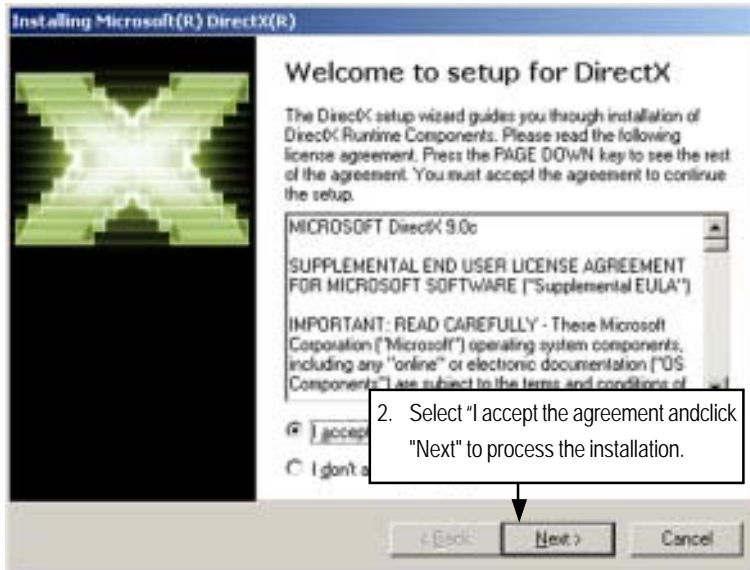 Installing Microsoft(R) DirectX(R)
Welcome to setup for DirectX
The DirectX setup wizard guides you through installation of
DirectX Runtime Components. Please read the following
license agreement. Press the PAGE DOWN key to see the rest
of the agreement. You must accept the agreement to continue
the setup.
MICROSOFT DirectX 9.0c
SUPPLEMENTAL END USER LICENSE AGREEMENT
FOR MICROSOFT SOFTWARE ("Supplemental EULA")
IMPORTANT: READ CAREFULLY - These Microsoft
Corporation ("Microsoft") operating system components,
including any "online" or electronic documentation ("OS
Components") are subject to the terms and conditions of
I accept
I don't a
2. Select “I accept the agreement andclick
"Next" to process the installation.
< Back Next > Cancel